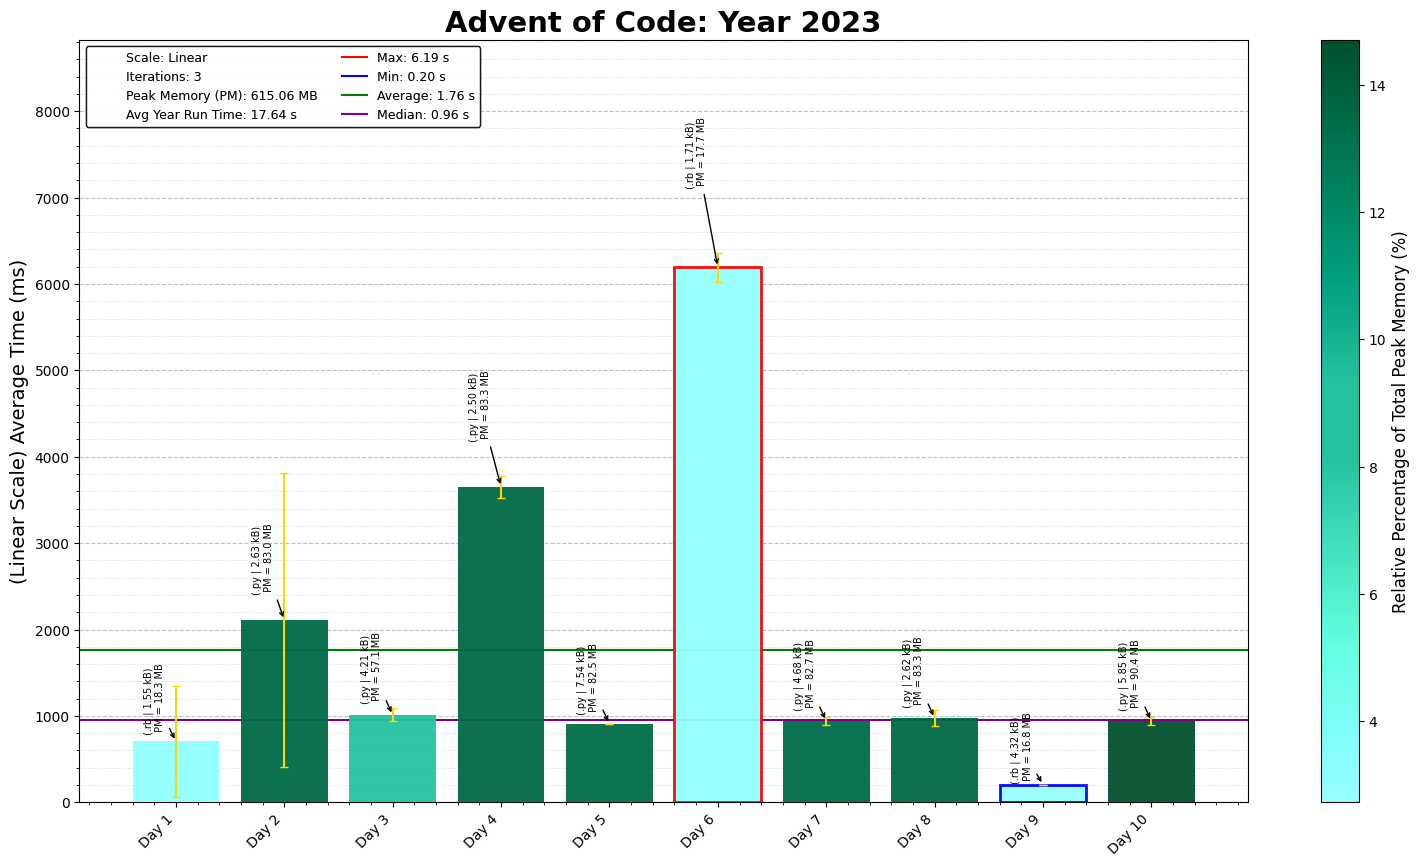 Advent of Code: Year 2023
Scale: Linear
Iterations: 3
Peak Memory (PM): 615.06 MB
Avg Year Run Time: 17.64 s
Max: 6.19 s
Min: 0.20 s
Average: 1.76 s
Median: 0.96 s
(Linear Scale) Average Time (ms)
8000
7000
6000
5000
4000
3000
2000
1000
0
(.rb | 1.55 kB)
PM = 18.3 MB
(.py | 2.63 kB)
PM = 83.0 MB
(.py | 4.21 kB)
PM = 57.1 MB
(.py | 2.50 kB)
PM = 83.3 MB
(.py | 7.54 kB)
PM = 82.5 MB
(.rb | 1.71 kB)
PM = 17.7 MB
(.py | 4.68 kB)
PM = 82.7 MB
(.py | 2.62 kB)
PM = 83.3 MB
(.rb | 4.32 kB)
PM = 16.8 MB
(.py | 5.85 kB)
PM = 90.4 MB
Day 1
Day 2
Day 3
Day 4
Day 5
Day 6
Day 7
Day 8
Day 9
Day 10
14
12
10
8
6
4
Relative Percentage of Total Peak Memory (%)